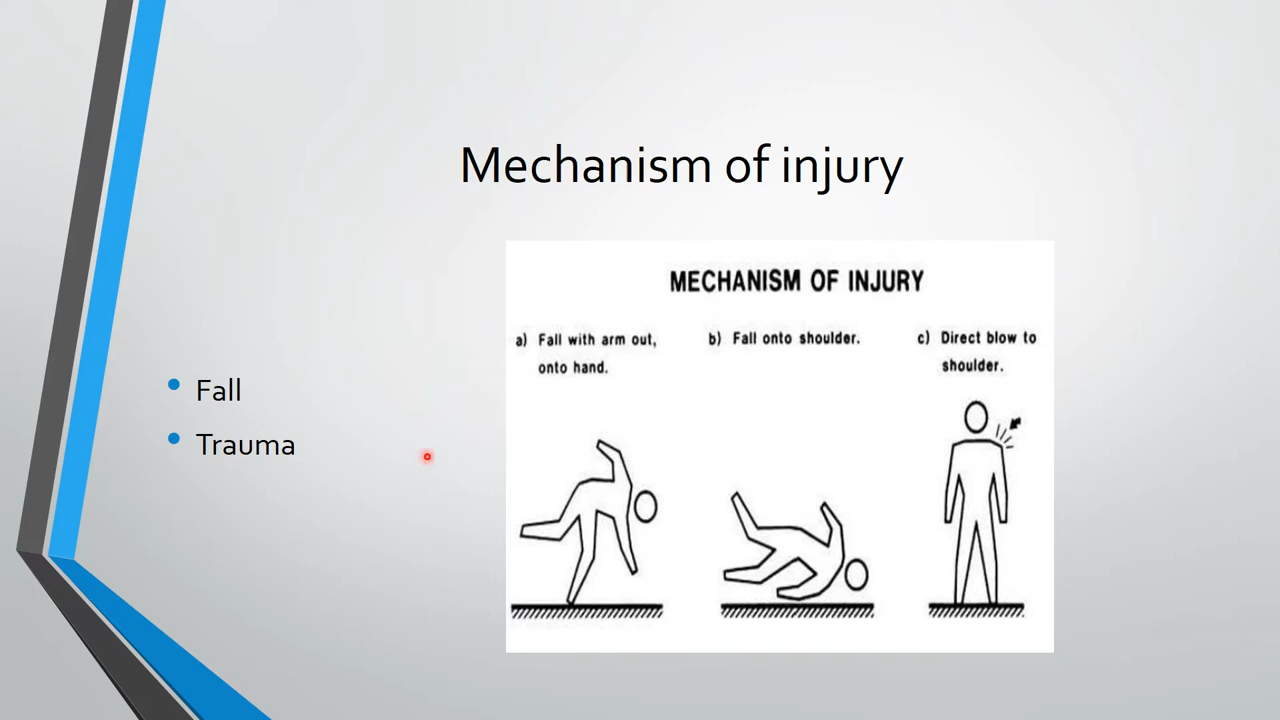 Mechanism of injury
• Fall
• Trauma
MECHANISM OF INJURY
a) Fall with arm out,
onto hand.
b) Fall onto shoulder.
c) Direct blow to
shoulder.